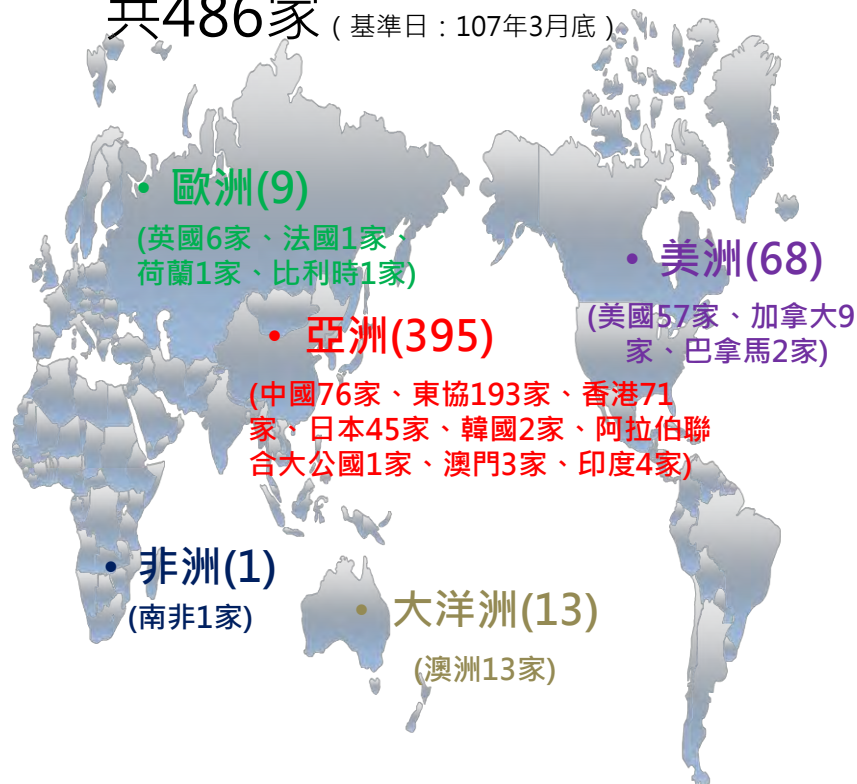 共486家 ( 基準日：107年3月底 )
• 歐洲(9)
(英國6家、法國1家、
荷蘭1家、比利時1家)
• 美洲(68)
(美國57家、加拿大9
家、巴拿馬2家)
• 亞洲(395)
(中國76家、東協193家、香港71
家、日本45家、韓國2家、阿拉伯聯
合大公國1家、澳門3家、印度4家)
• 非洲(1)
(南非1家)
• 大洋洲(13)
(澳洲13家)